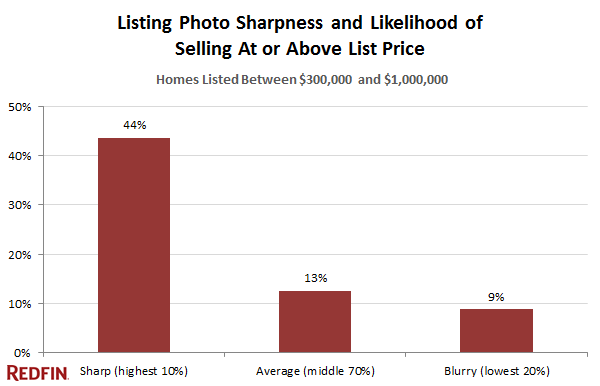 Listing Photo Sharpness and Likelihood of
Selling At or Above List Price
Homes Listed Between $300,000 and $1,000,000
50%
40%
30%
20%
10%
0%
44%
13%
9%
Sharp (highest 10%)
Average (middle 70%)
Blurry (lowest 20%)
REDFIN